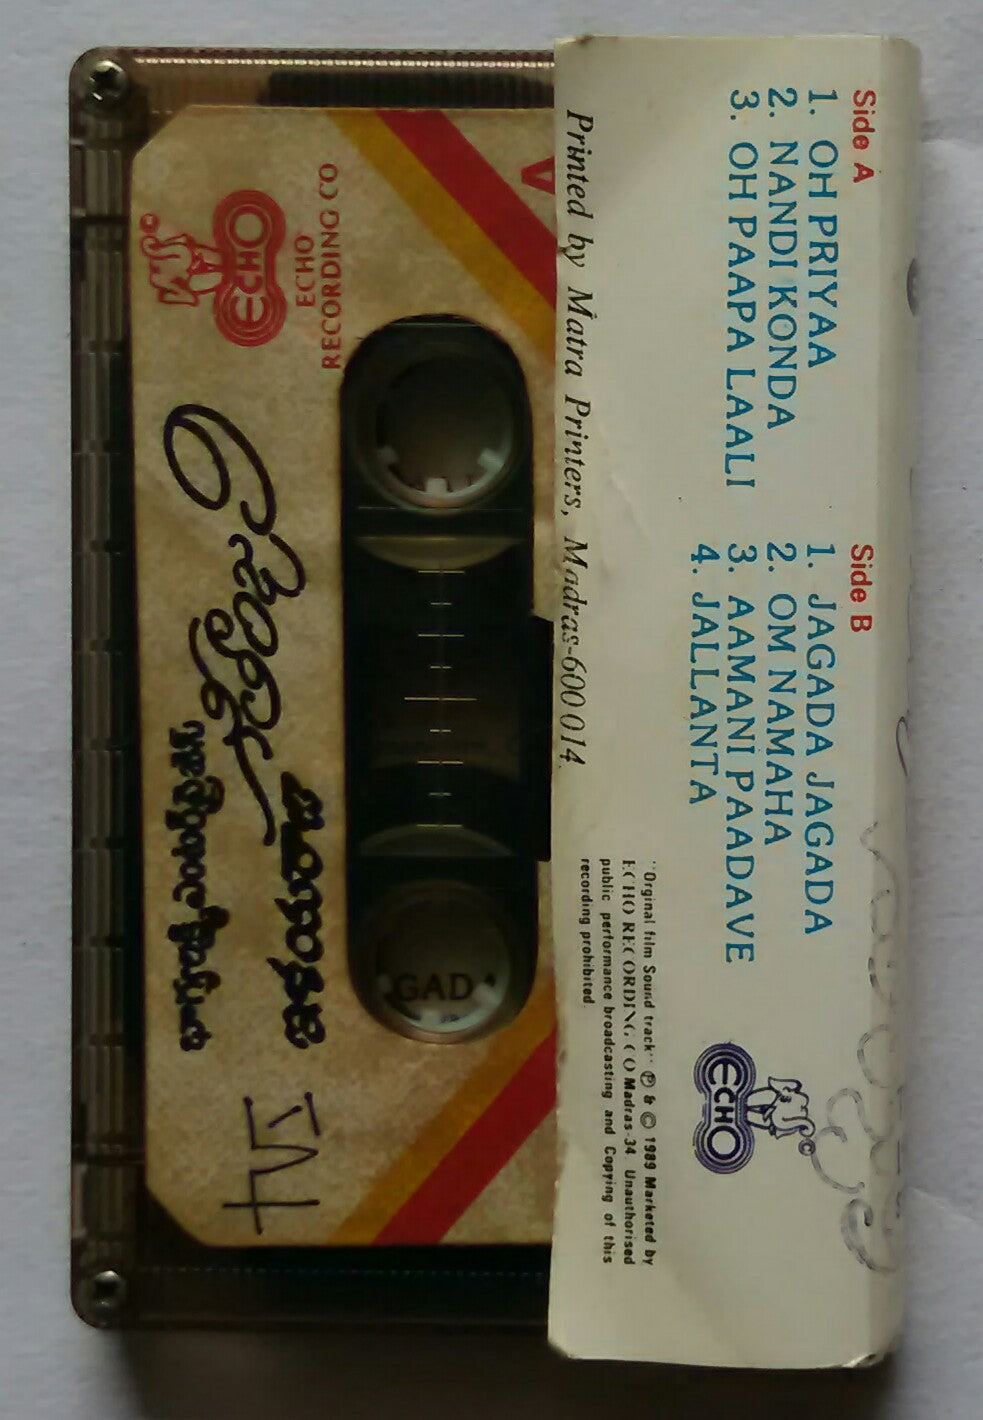 Side A
1. OH PRIYAA
2. NANDI KONDA
3. OH PAAPA LAALI
Side B
1. JAGADA JAGADA
2. OM NAMAHA
3. AAMANI PAADAVE
4. JALLANTA
ECHO
©
"Orginal film Sound track" Ⓟ & © 1989 Marketed by
ECHO RECORDING CO Madras-34 Unauthorised
public performance broadcasting and Copying of this
recording prohibited.
Printed by Matra Printers, Madras-600 014.
A
ECHO
©
ECHO
RECORDING CO
GAD